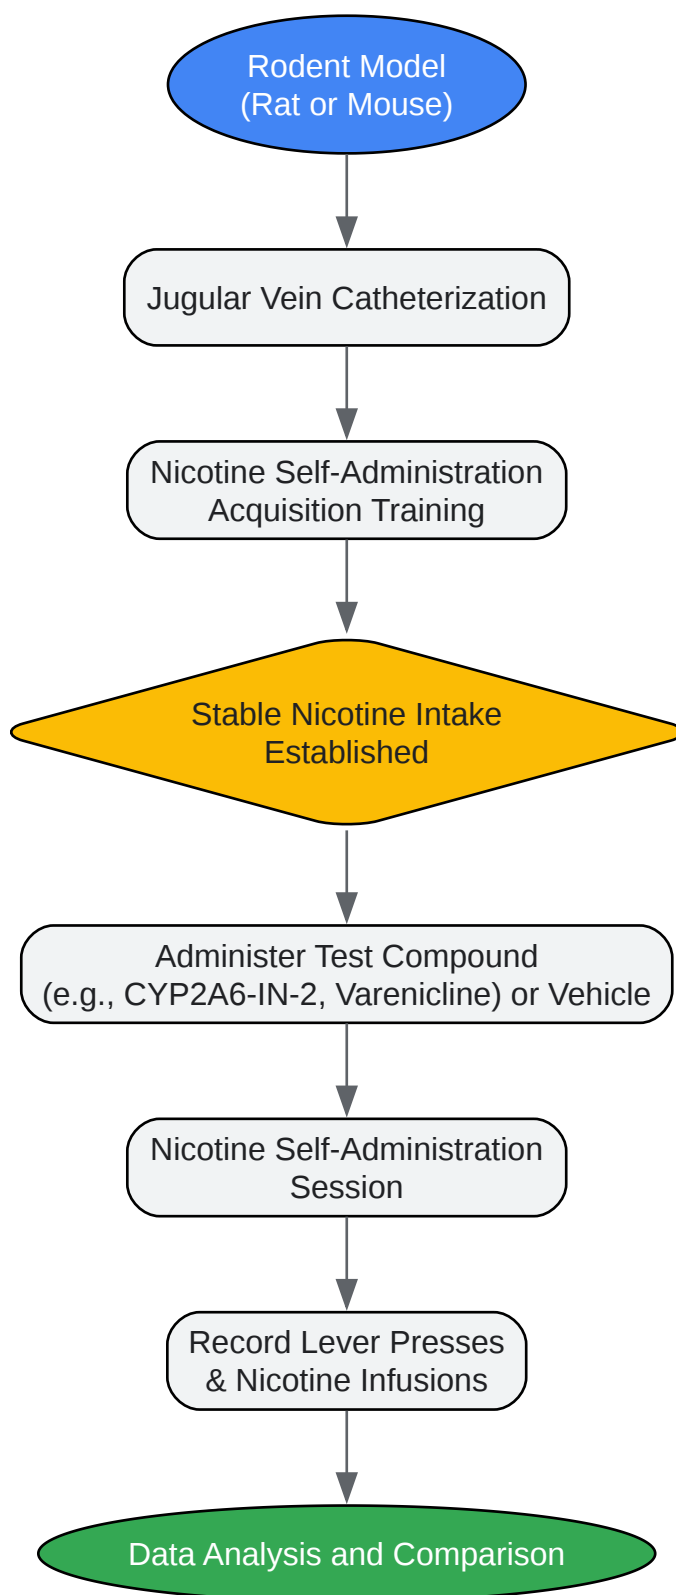 Rodent Model
(Rat or Mouse)
Jugular Vein Catheterization
Nicotine Self-Administration
Acquisition Training
Stable Nicotine Intake
Established
Administer Test Compound
(e.g., CYP2A6-IN-2, Varenicline) or Vehicle
Nicotine Self-Administration
Session
Record Lever Presses
& Nicotine Infusions
Data Analysis and Comparison